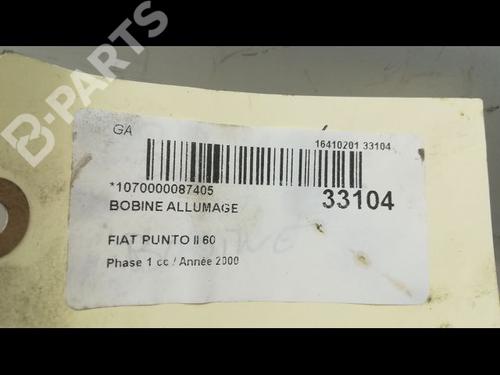 B-PARTS
GA
16410201 33104
*1070000087405
33104
BOBINE ALLUMAGE
FIAT PUNTO II 60
Phase 1 cc / Année 2000